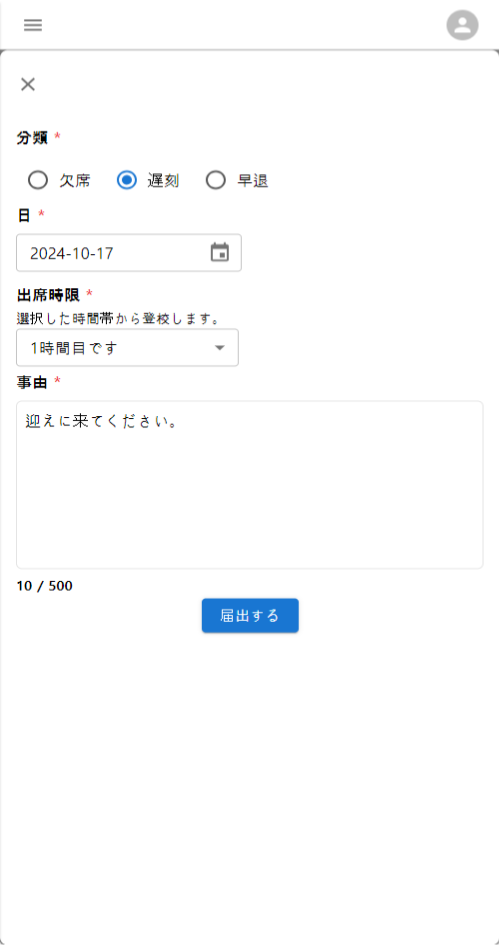 分類 *
欠席 遅刻 早退
日 *
2024-10-17
出席時限 *
選択した時間帯から登校します。
1時間目です
事由 *
迎えに来てください。
10 / 500
届出する